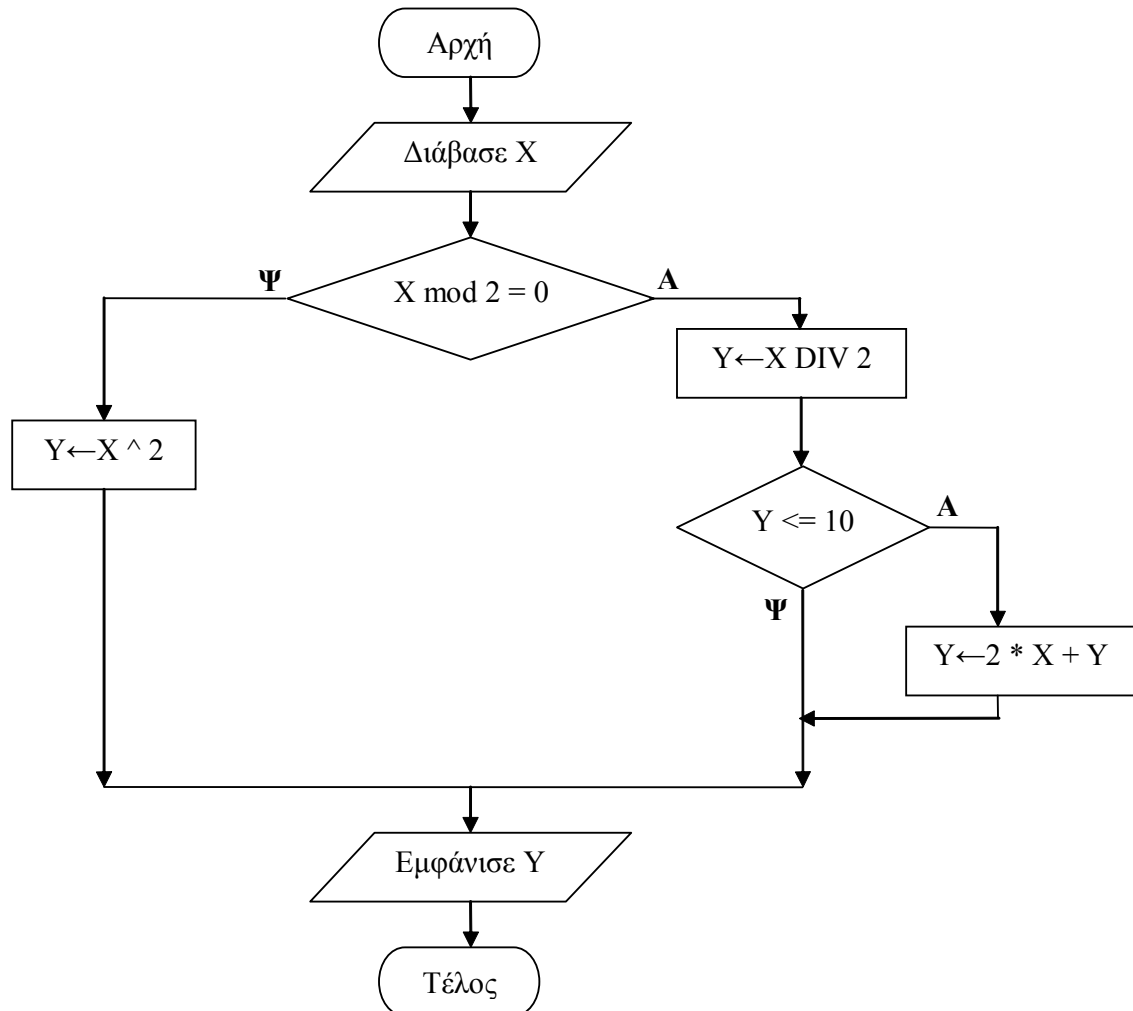 Αρχή
Διάβασε X
X mod 2 = 0
Ψ
Α
Y←X DIV 2
Y←X ^ 2
Y <= 10
Α
Ψ
Y←2 * X + Y
Εμφάνισε Y
Τέλος